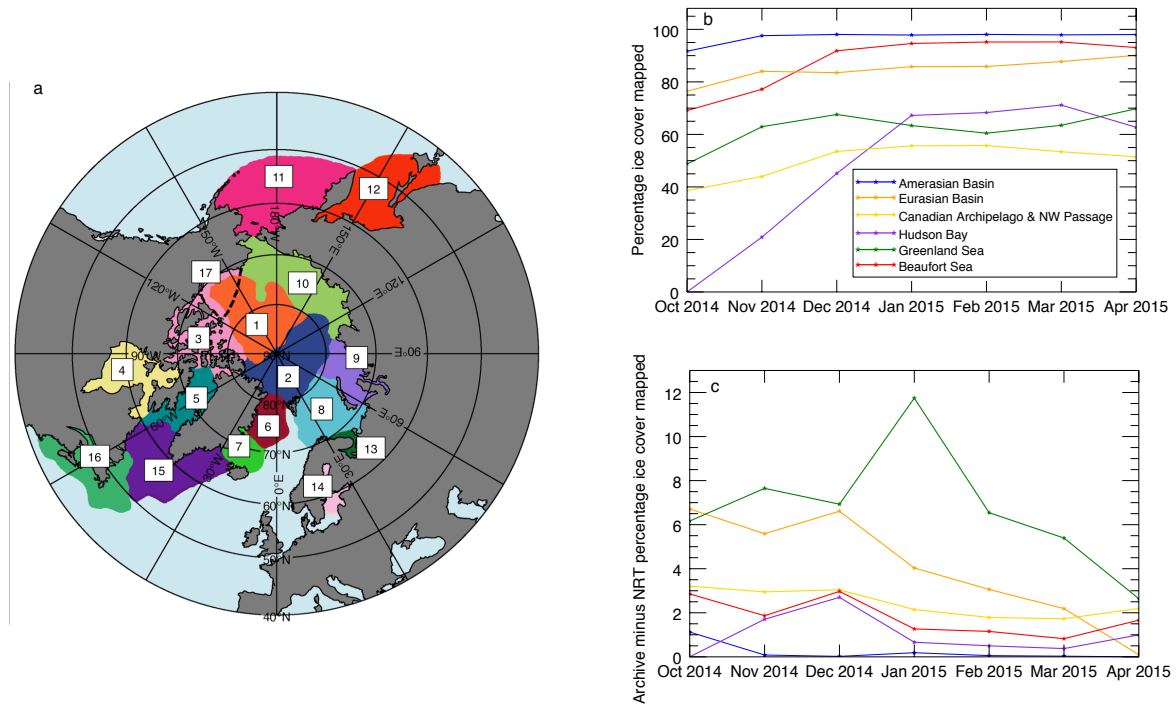 a
11
12
180°W
150°W
150°E
17
10
120°W
120°E
1
3
90°W
90°N
90°E
9
4
2
5
80°N
8
60°E
6
60°W
7
70°N
13
16
15
30°W
0°E
30°E
14
60°N
50°N
40°N
b
Percentage ice cover mapped
100
80
60
40
20
0
Amerasian Basin
Eurasian Basin
Canadian Archipelago & NW Passage
Hudson Bay
Greenland Sea
Beaufort Sea
Oct 2014 Nov 2014 Dec 2014 Jan 2015 Feb 2015 Mar 2015 Apr 2015
c
Archive minus NRT percentage ice cover mapped
12
10
8
6
4
2
0
Oct 2014 Nov 2014 Dec 2014 Jan 2015 Feb 2015 Mar 2015 Apr 2015